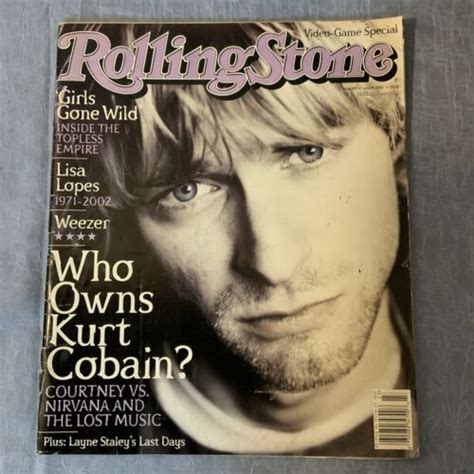 Video-Game Special
Rolling Stone
'Girls
Gone Wild'
INSIDE THE
TOPLESS
EMPIRE
Lisa
Lopes
1971-2002
Weezer
★★★★
Who
Owns
Kurt
Cobain?
COURTNEY VS.
NIRVANA AND
THE LOST MUSIC
Plus: Layne Staley's Last Days